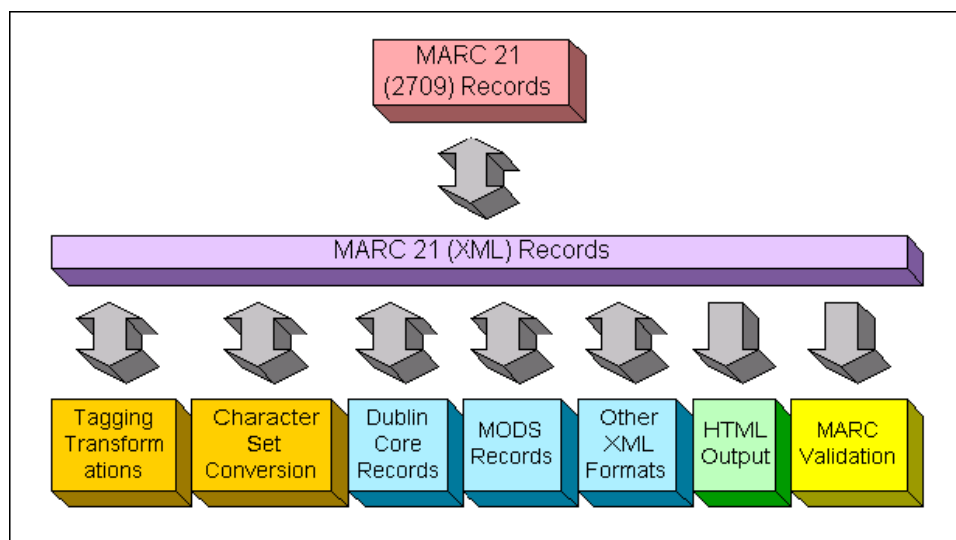 MARC 21
(2709) Records
MARC 21 (XML) Records
Tagging
Transform
ations
Character
Set
Conversion
Dublin
Core
Records
MODS
Records
Other
XML
Formats
HTML
Output
MARC
Validation